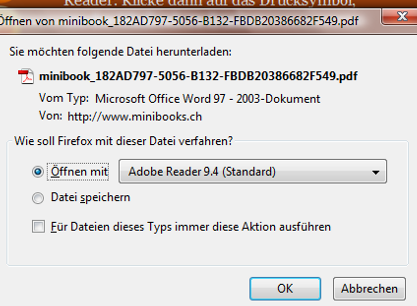 Reader. Klicke dann auf das Drucksymbol,
Öffnen von minibook_182AD797-5056-B132-FBDB20386682F549.pdf
Sie möchten folgende Datei herunterladen:
minibook_182AD797-5056-B132-FBDB20386682F549.pdf
Vom Typ: Microsoft Office Word 97 - 2003-Dokument
Von: http://www.minibooks.ch
Wie soll Firefox mit dieser Datei verfahren?
Öffnen mit Adobe Reader 9.4 (Standard)
Datei speichern
Für Dateien dieses Typs immer diese Aktion ausführen
OK Abbrechen